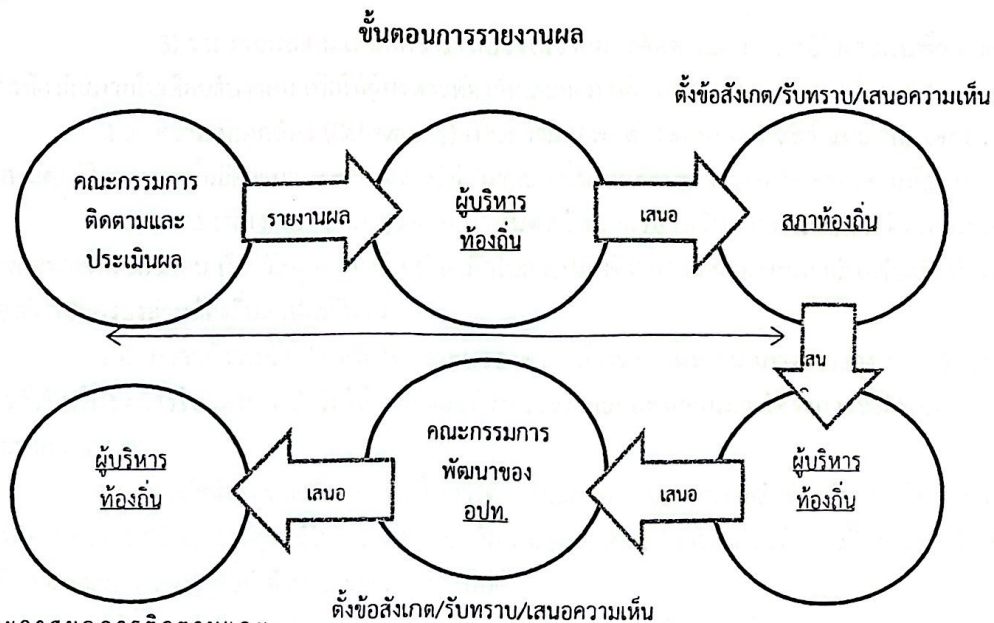 ขั้นตอนการรายงานผล
ตั้งข้อสังเกต/รับทราบ/เสนอความเห็น
คณะกรรมการ
ติดตามและ
ประเมินผล
รายงานผล
ผู้บริหาร
ท้องถิ่น
เสนอ
สภาท้องถิ่น
เสน
ผู้บริหาร
ท้องถิ่น
เสนอ
คณะกรรมการ
พัฒนาของ
อปท.
เสนอ
ผู้บริหาร
ท้องถิ่น
ตั้งข้อสังเกต/รับทราบ/เสนอความเห็น